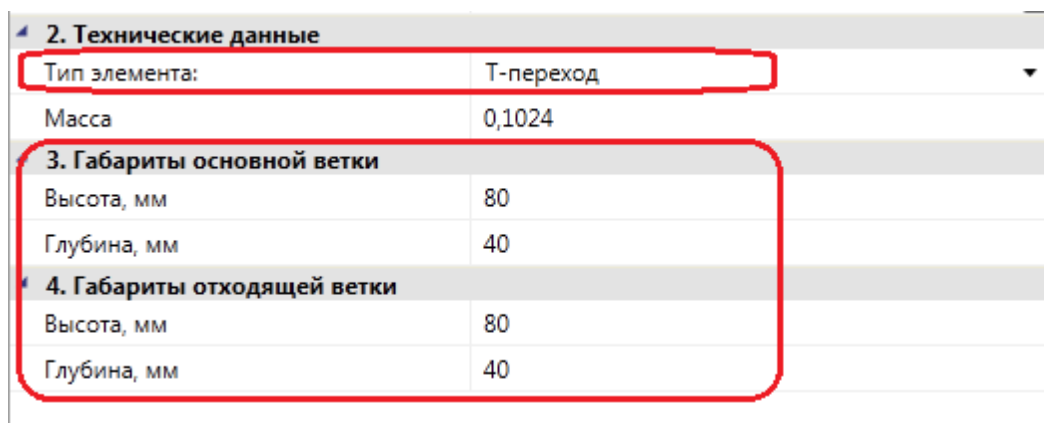 2. Технические данные
Тип элемента: Т-переход
Масса 0,1024
3. Габариты основной ветки
Высота, мм 80
Глубина, мм 40
4. Габариты отходящей ветки
Высота, мм 80
Глубина, мм 40